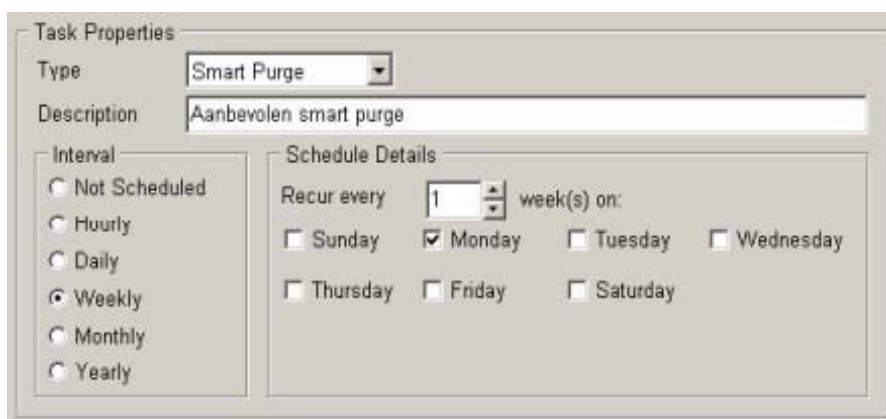 Task Properties
Type Smart Purge
Description Aanbevolen smart purge
Interval
Not Scheduled
Hourly
Daily
Weekly
Monthly
Yearly
Schedule Details
Recur every 1 week(s) on:
Sunday Monday Tuesday Wednesday
Thursday Friday Saturday